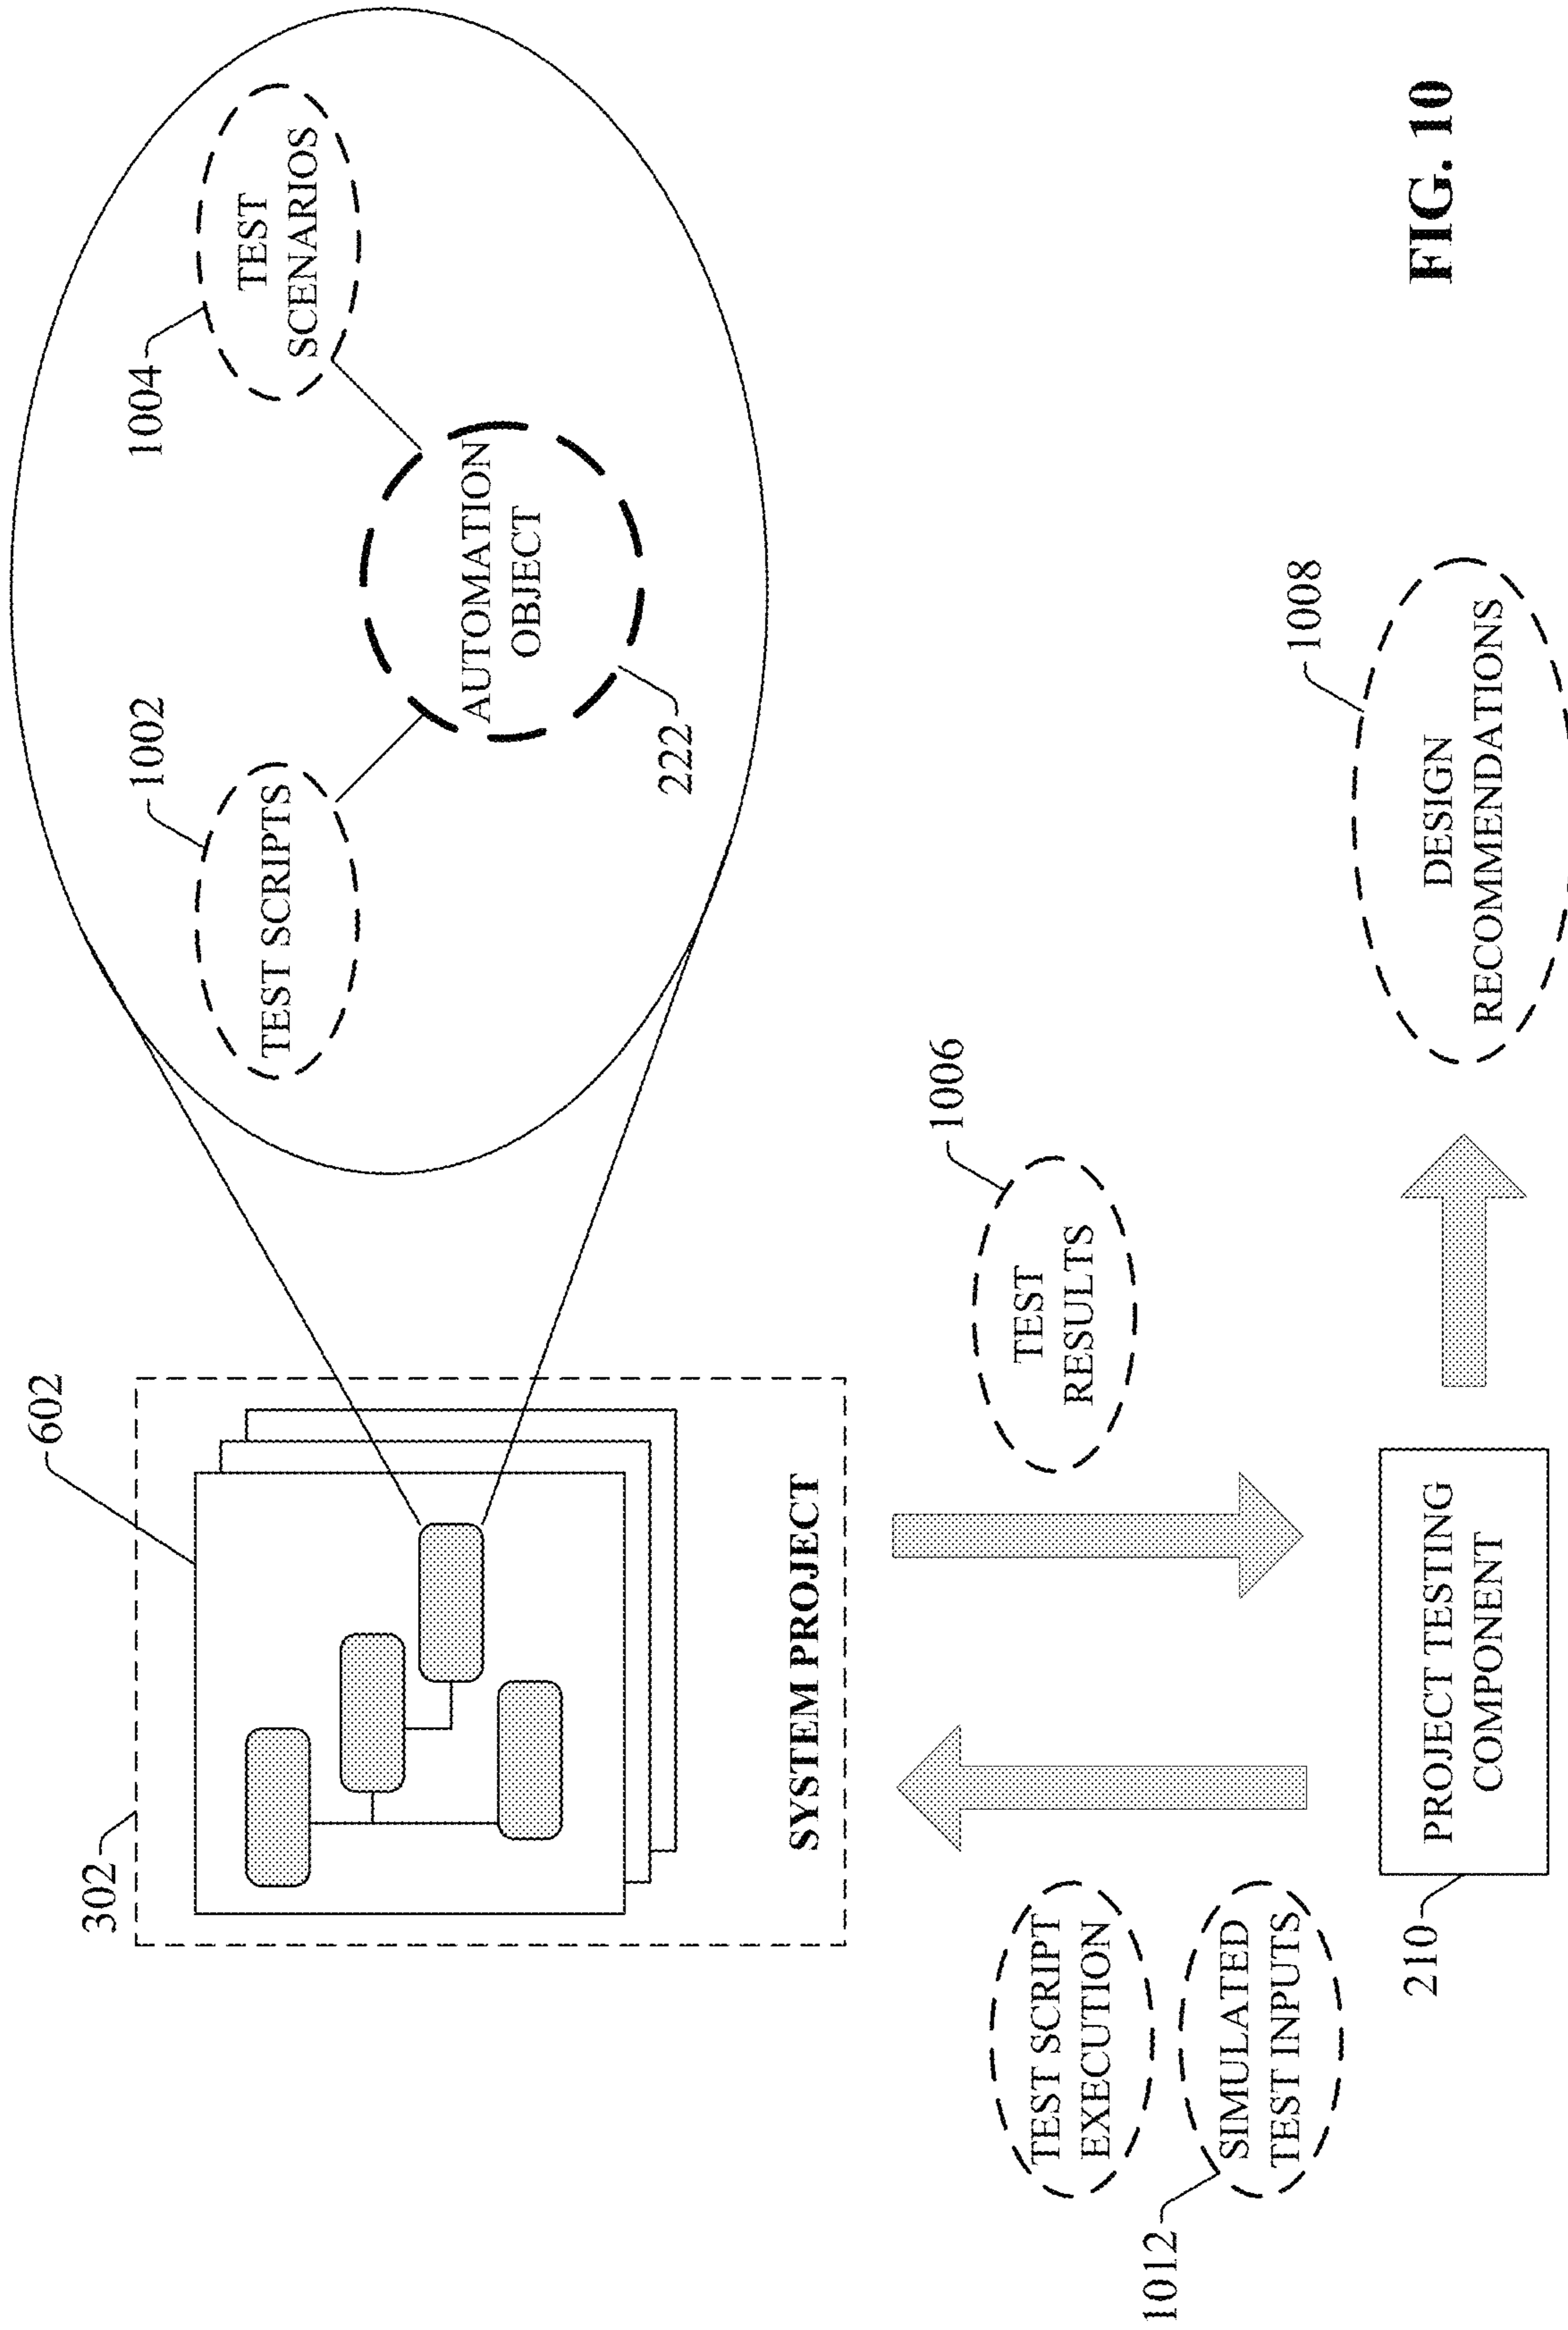 302
602
SYSTEM PROJECT
1002
TEST SCRIPTS
1004
TEST
SCENARIOS
AUTOMATION
OBJECT
222
TEST SCRIPT
EXECUTION
1012
SIMULATED
TEST INPUTS
1006
TEST
RESULTS
210
PROJECT TESTING
COMPONENT
1008
DESIGN
RECOMMENDATIONS
FIG. 10